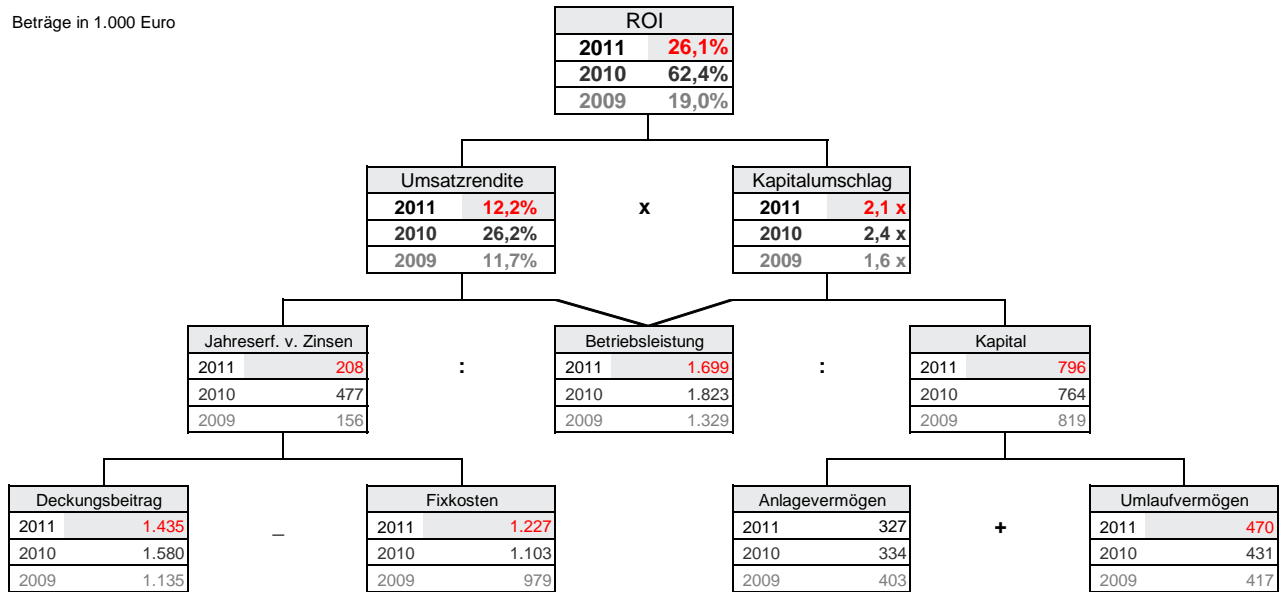 Beträge in 1.000 Euro
ROI
2011 26,1%
2010 62,4%
2009 19,0%
Umsatzrendite
2011 12,2%
2010 26,2%
2009 11,7%
x
Kapitalumschlag
2011 2,1 x
2010 2,4 x
2009 1,6 x
Jahreserf. v. Zinsen
2011 208
2010 477
2009 156
:
Betriebsleistung
2011 1.699
2010 1.823
2009 1.329
:
Kapital
2011 796
2010 764
2009 819
Deckungsbeitrag
2011 1.435
2010 1.580
2009 1.135
–
Fixkosten
2011 1.227
2010 1.103
2009 979
Anlagevermögen
2011 327
2010 334
2009 403
+
Umlaufvermögen
2011 470
2010 431
2009 417